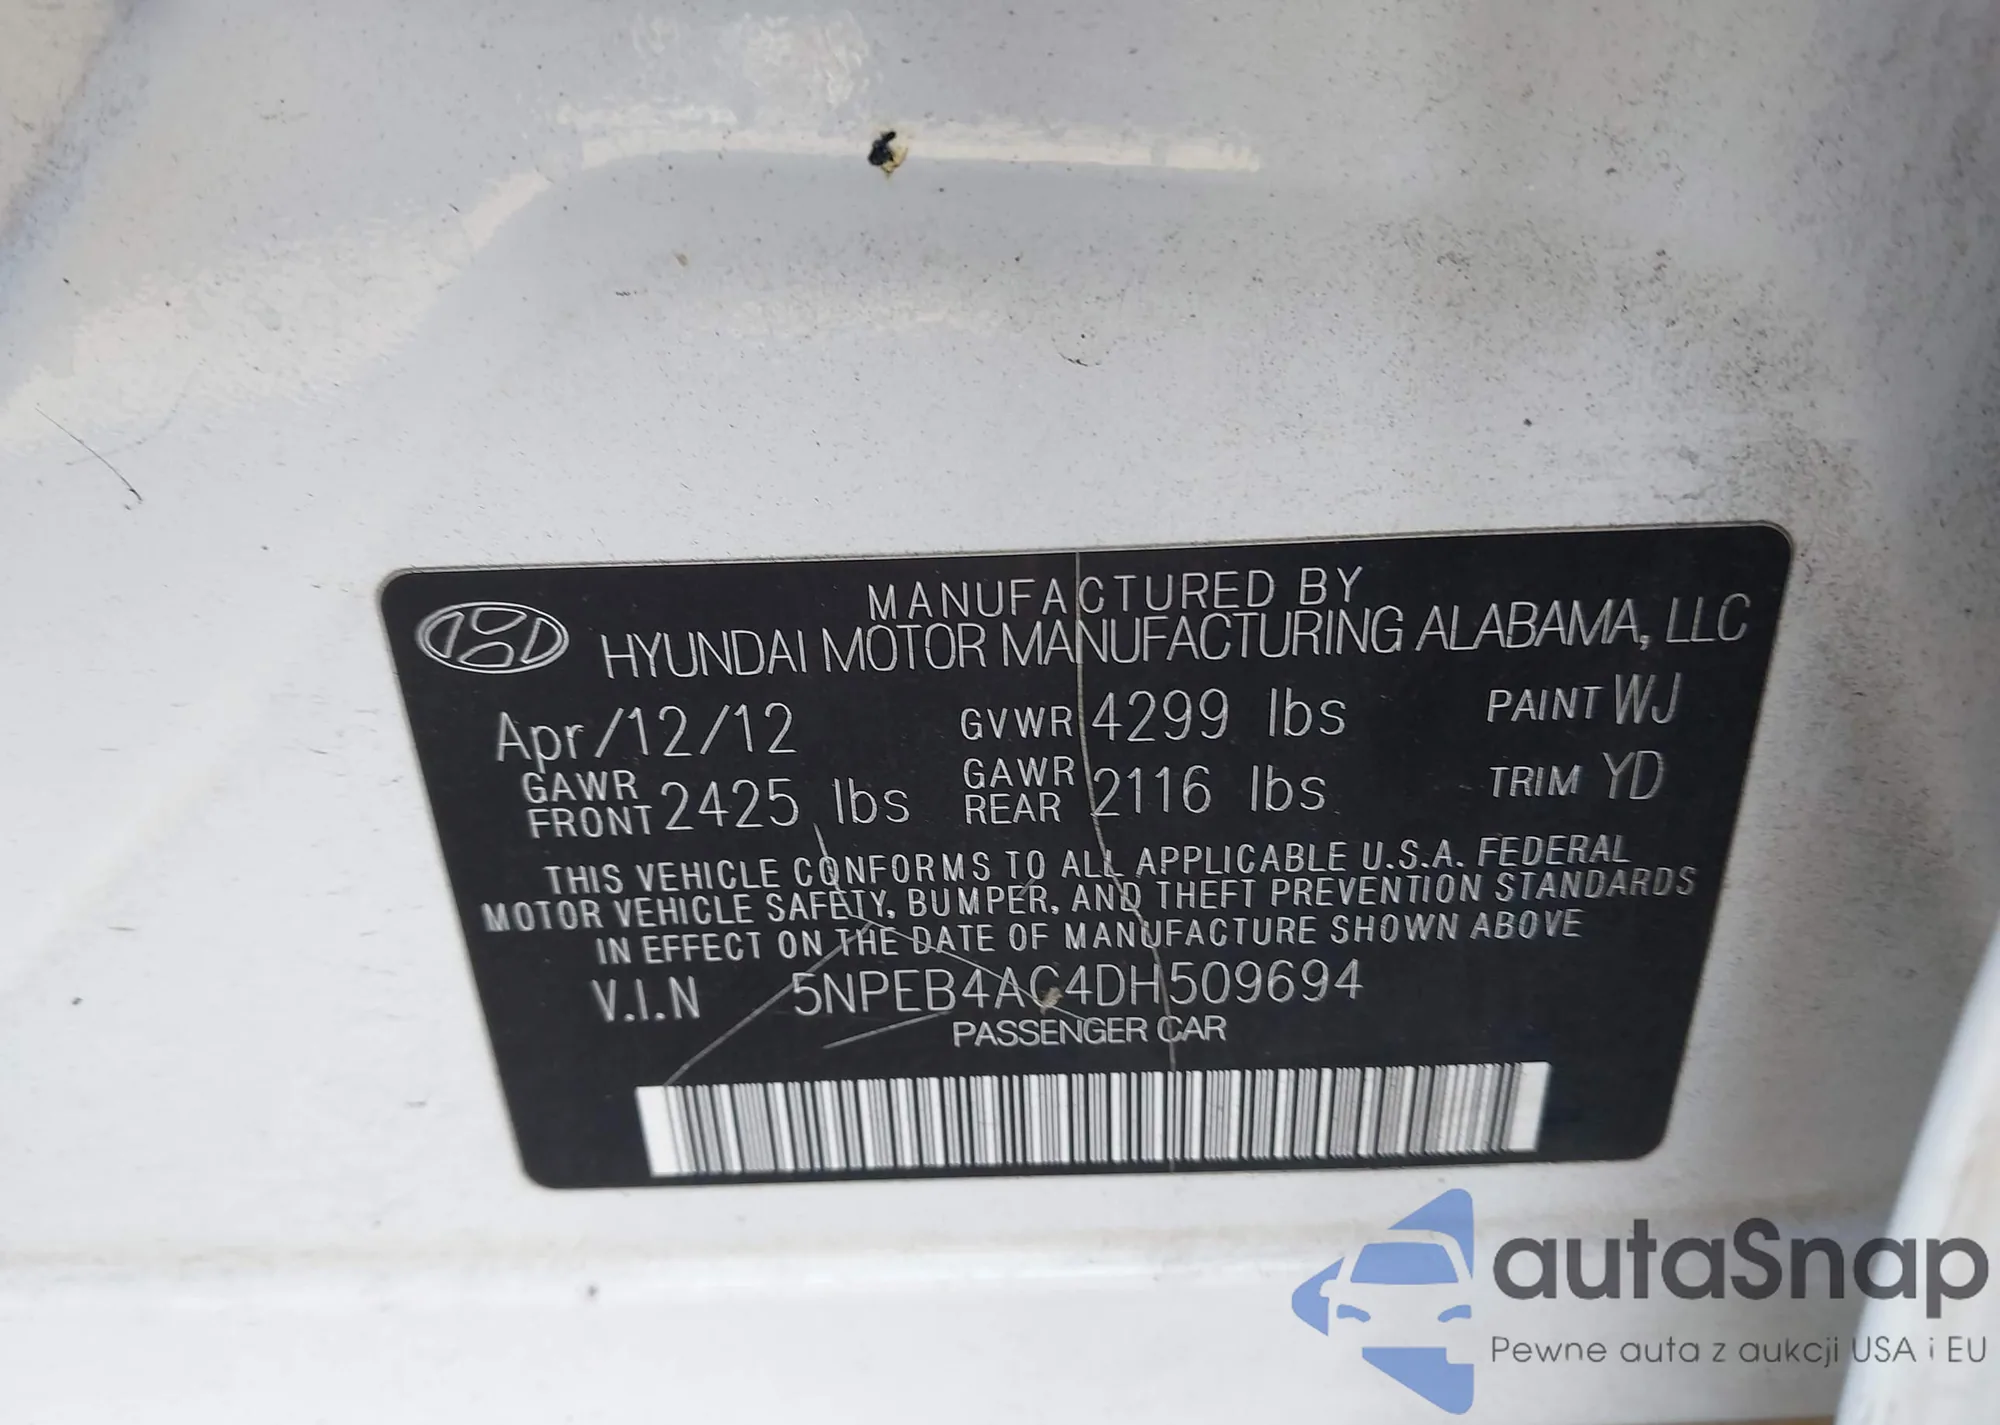 MANUFACTURED BY
HYUNDAI MOTOR MANUFACTURING ALABAMA, LLC
Apr/12/12 GVWR 4299 lbs PAINT WJ
GAWR FRONT 2425 lbs GAWR REAR 2116 lbs TRIM YD
THIS VEHICLE CONFORMS TO ALL APPLICABLE U.S.A. FEDERAL
MOTOR VEHICLE SAFETY, BUMPER, AND THEFT PREVENTION STANDARDS
IN EFFECT ON THE DATE OF MANUFACTURE SHOWN ABOVE
V.I.N 5NPEB4AC4DH509694
PASSENGER CAR
autaSnap
Pewne auta z aukcji USA i EU